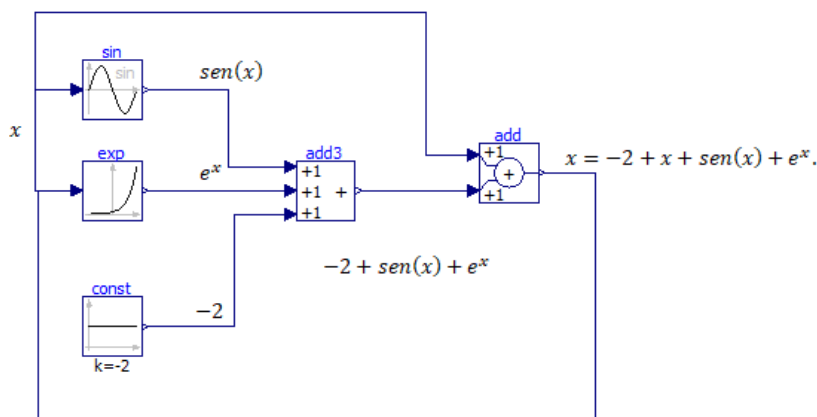 sin
sin
sen(x)
x
exp
e^x
add3
+1
+1 +
+1
add
+1
+
+1
x = −2 + x + sen(x) + e^x.
−2 + sen(x) + e^x
const
−2
k=-2